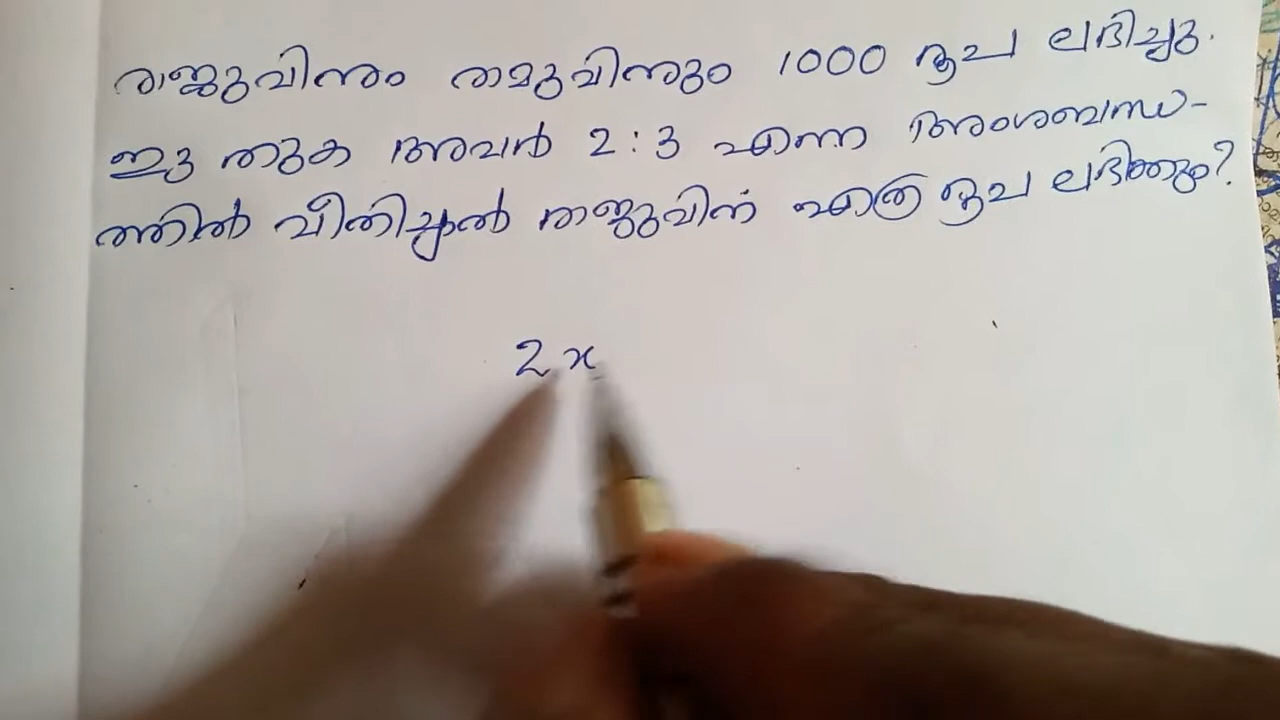 രാജുവിനും രാമുവിനും 1000 രൂപ ലഭിച്ചു.
ഈ തുക അവർ 2:3 എന്ന അംശബന്ധ-
ത്തിൽ വീതിച്ചാൽ രാജുവിന് എത്ര രൂപ ലഭിക്കും?
2x